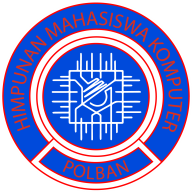 HIMPUNAN MAHASISWA KOMPUTER
POLBAN